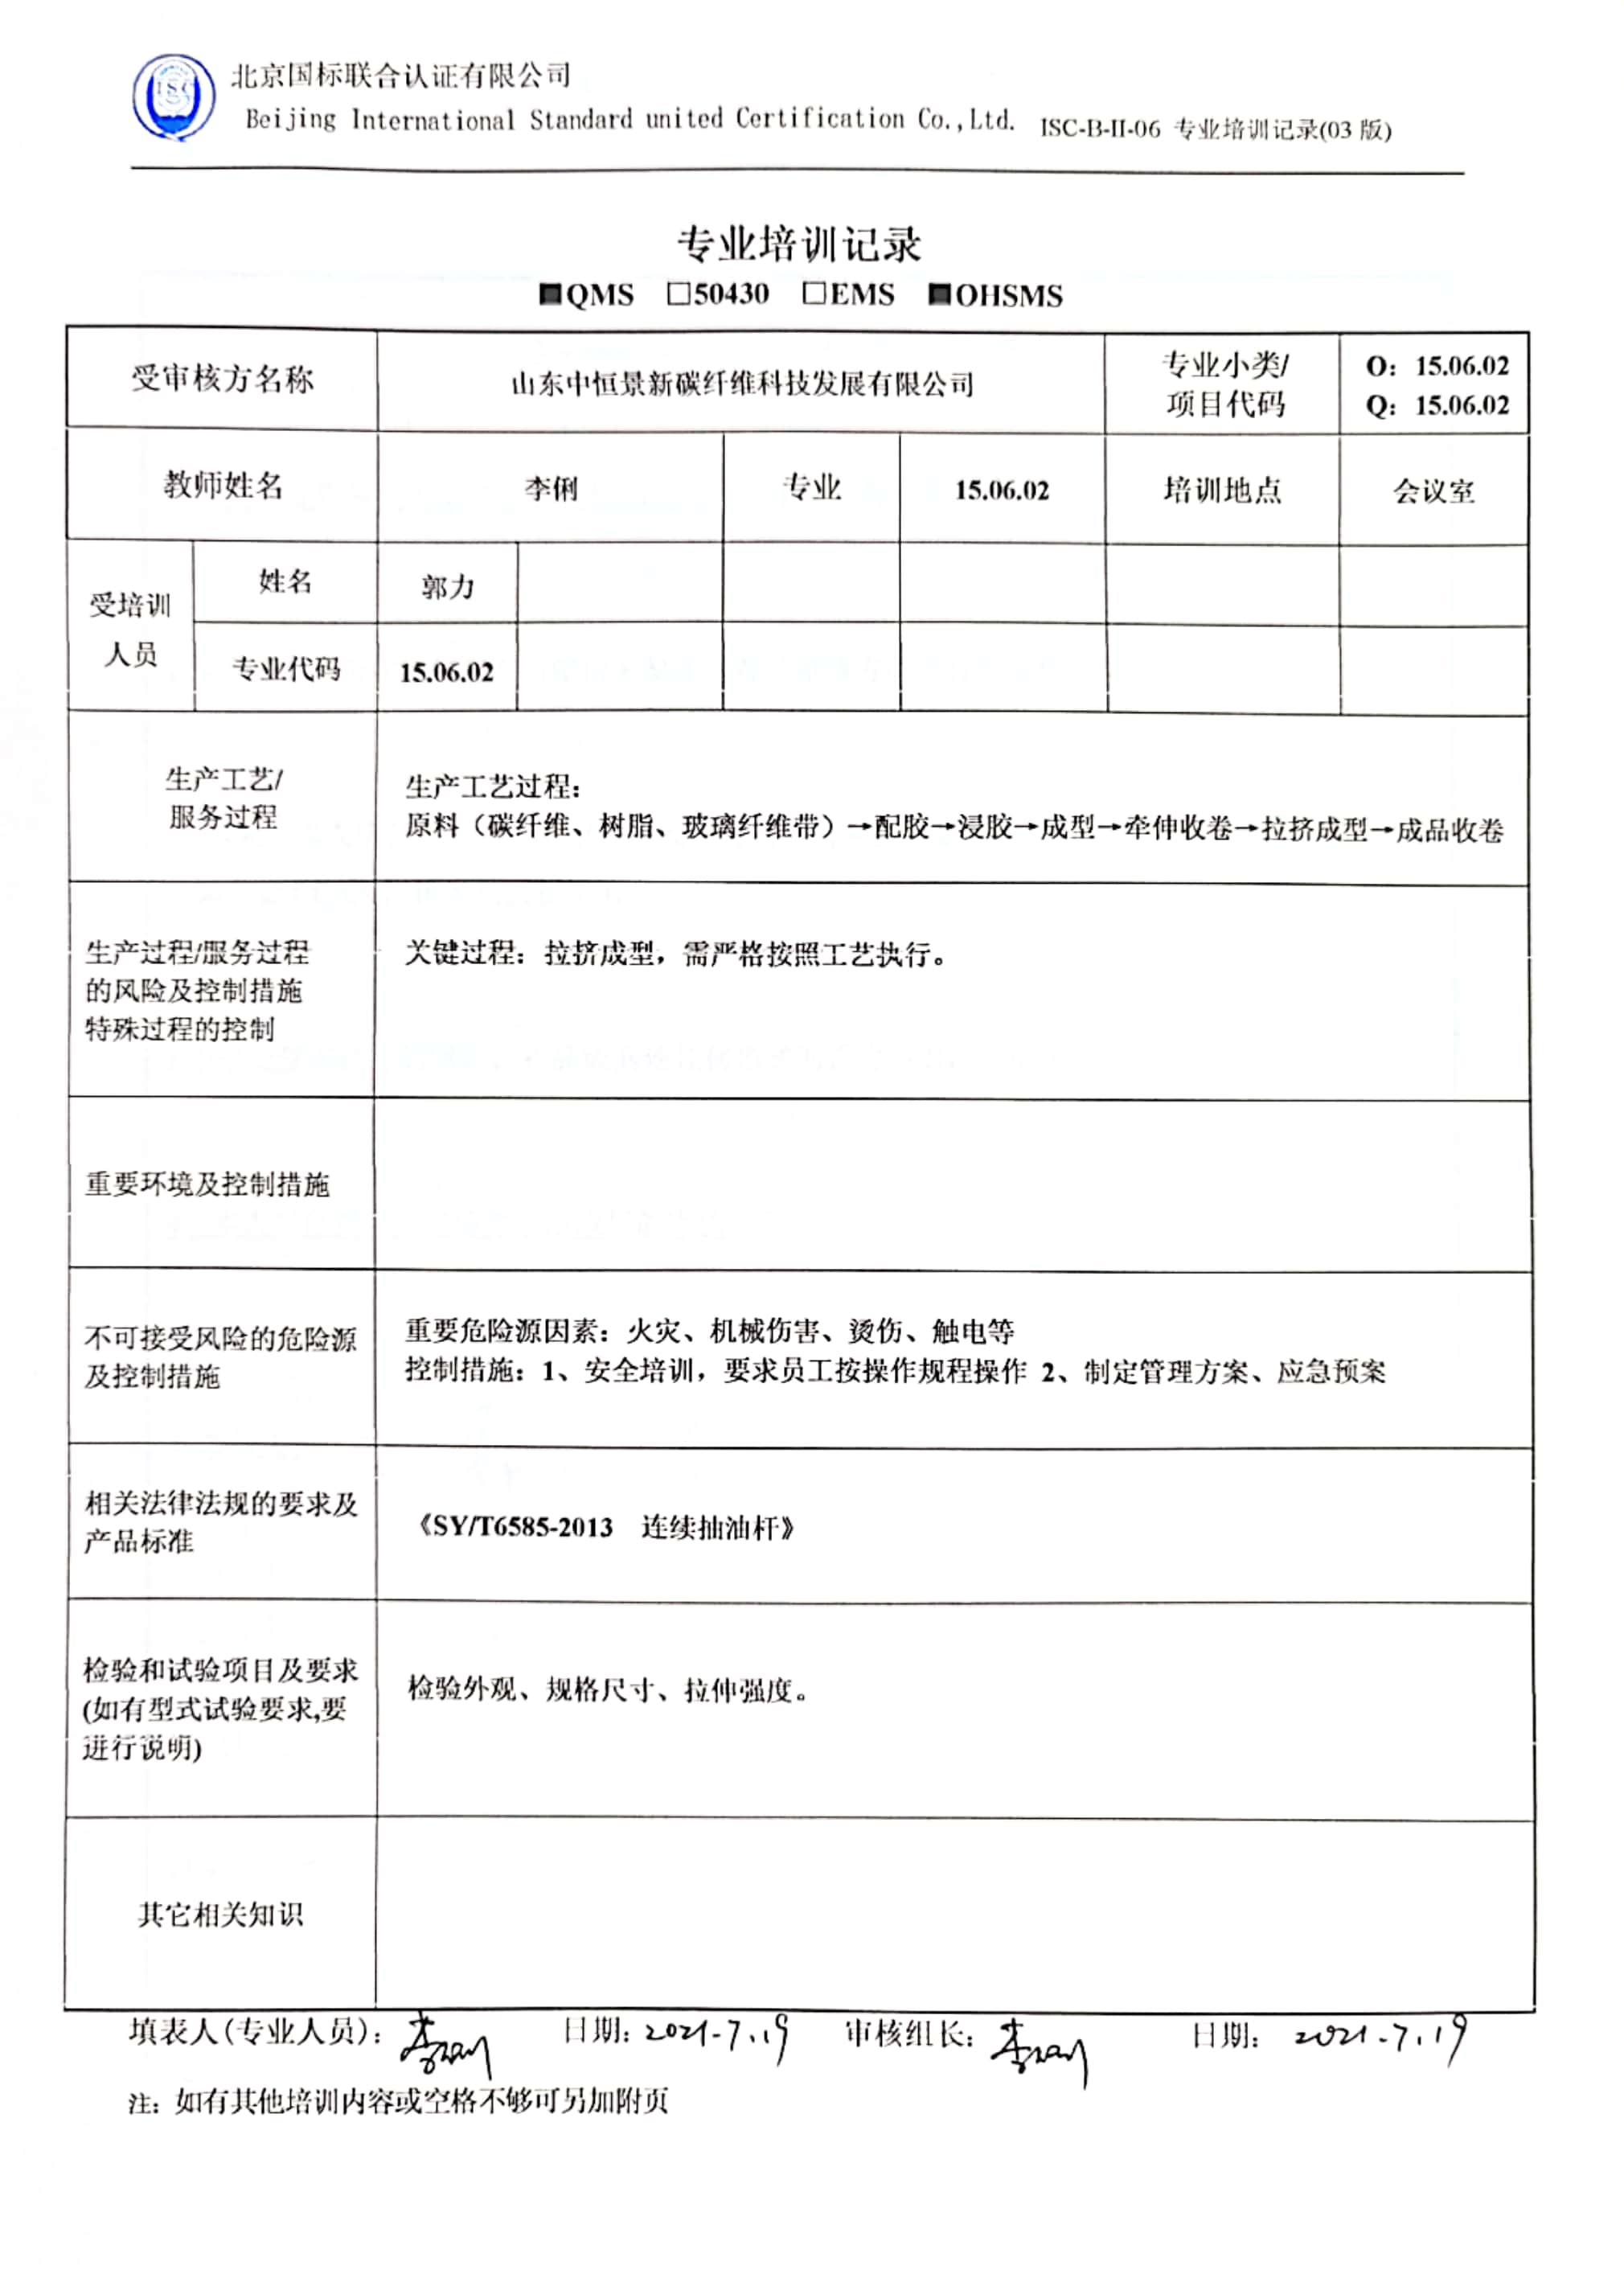 北京国标联合认证有限公司
Beijing International Standard united Certification Co.,Ltd. ISC-B-II-06 专业培训记录(03 版)
专业培训记录
■QMS □50430 □EMS ■OHSMS
受审核方名称 山东中恒景新碳纤维科技发展有限公司 专业小类/ 项目代码 O：15.06.02
Q：15.06.02
教师姓名 李俐 专业 15.06.02 培训地点 会议室
受培训
人员
姓名 郭力
专业代码 15.06.02
生产工艺/
服务过程
生产工艺过程：
原料（碳纤维、树脂、玻璃纤维带）→配胶→浸胶→成型→牵伸收卷→拉挤成型→成品收卷
生产过程/服务过程
的风险及控制措施
特殊过程的控制
关键过程：拉挤成型，需严格按照工艺执行。
重要环境及控制措施
不可接受风险的危险源
及控制措施
重要危险源因素：火灾、机械伤害、烫伤、触电等
控制措施：1、安全培训，要求员工按操作规程操作 2、制定管理方案、应急预案
相关法律法规的要求及
产品标准
《SY/T6585-2013 连续抽油杆》
检验和试验项目及要求
(如有型式试验要求,要
进行说明)
检验外观、规格尺寸、拉伸强度。
其它相关知识
填表人(专业人员)： 李俐 日期: 2021-7.19 审核组长: 李俐 日期: 2021-7.19
注: 如有其他培训内容或空格不够可另加附页